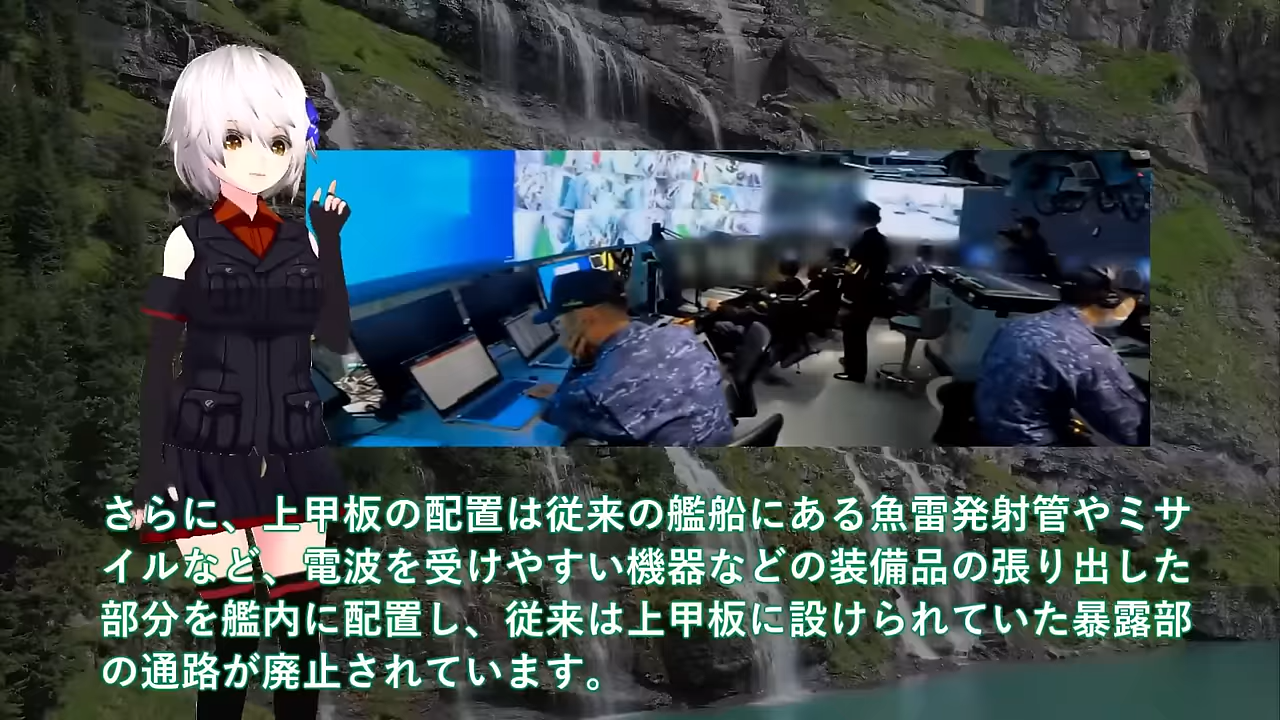 さらに、上甲板の配置は従来の艦船にある魚雷発射管やミサ
イルなど、電波を受けやすい機器などの装備品の張り出した
部分を艦内に配置し、従来は上甲板に設けられていた暴露部
の通路が廃止されています。